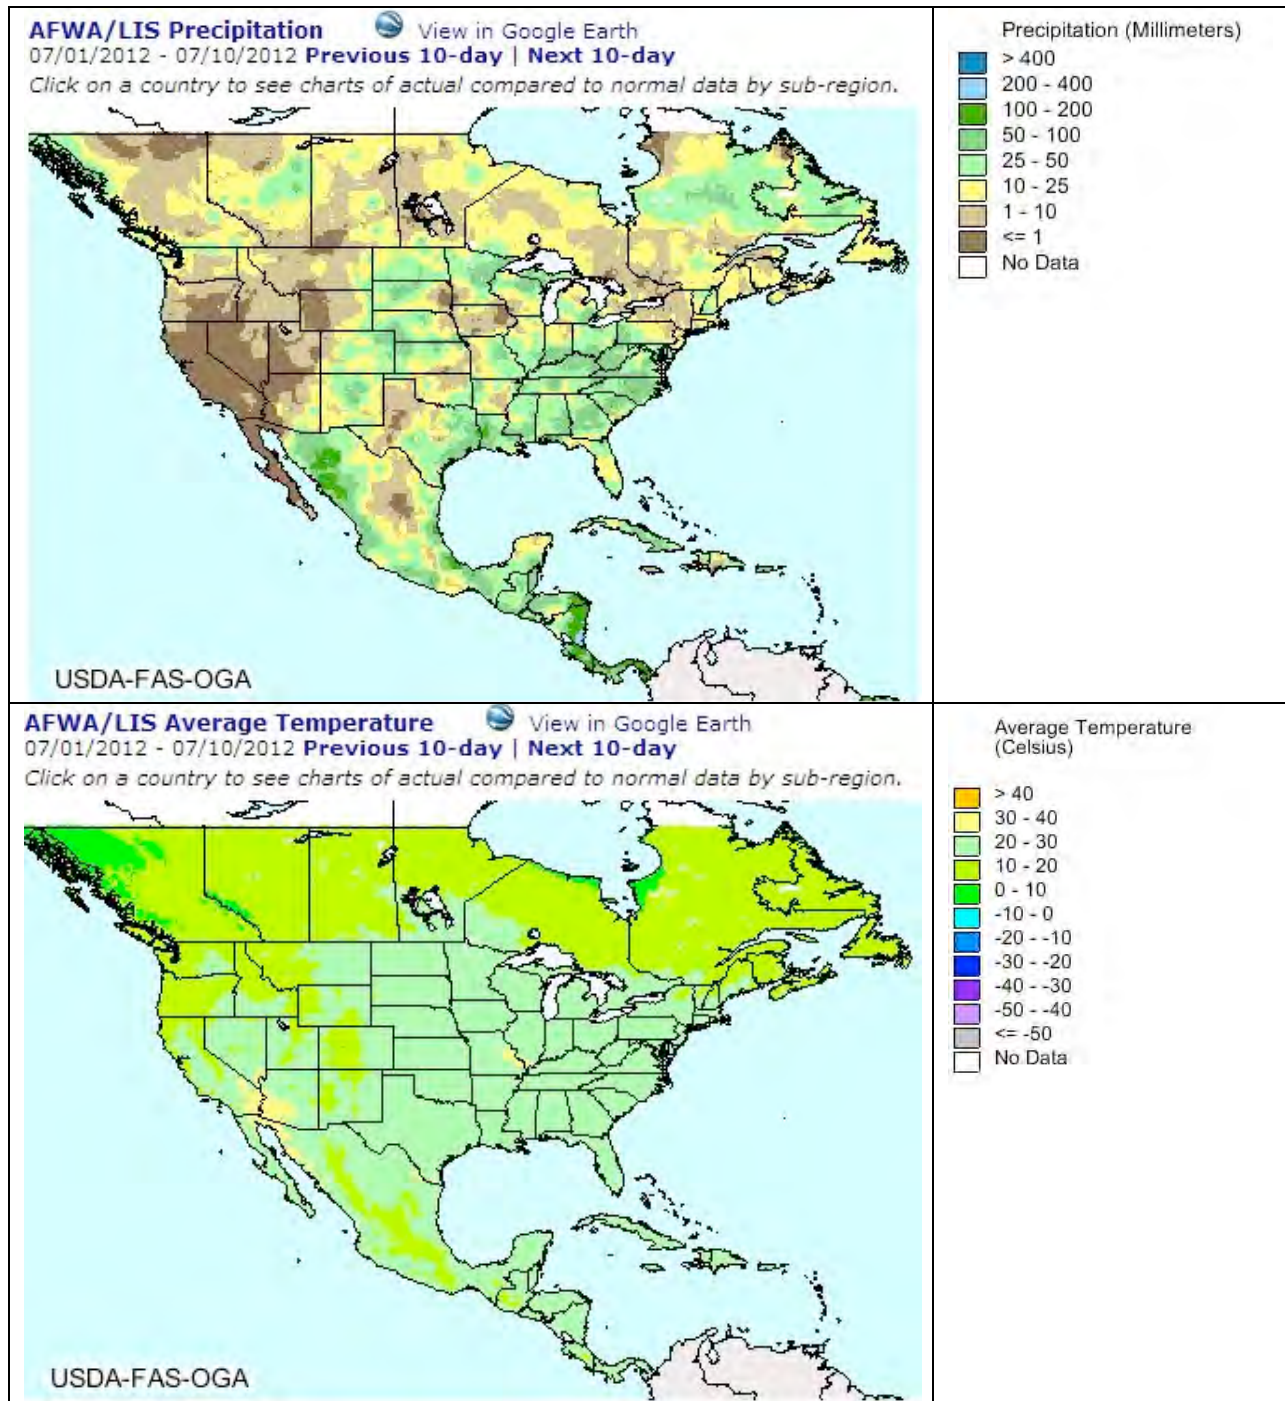 AFWA/LIS Precipitation View in Google Earth
07/01/2012 - 07/10/2012 Previous 10-day | Next 10-day
Click on a country to see charts of actual compared to normal data by sub-region.
USDA-FAS-OGA
Precipitation (Millimeters)
> 400
200 - 400
100 - 200
50 - 100
25 - 50
10 - 25
1 - 10
<= 1
No Data
AFWA/LIS Average Temperature View in Google Earth
07/01/2012 - 07/10/2012 Previous 10-day | Next 10-day
Click on a country to see charts of actual compared to normal data by sub-region.
USDA-FAS-OGA
Average Temperature
(Celsius)
> 40
30 - 40
20 - 30
10 - 20
0 - 10
-10 - 0
-20 - -10
-30 - -20
-40 - -30
-50 - -40
<= -50
No Data